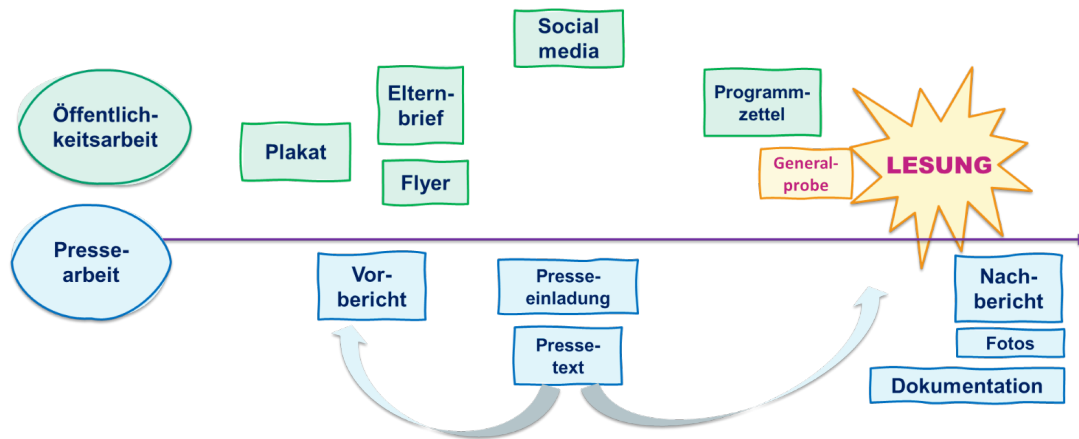 Social
media
Öffentlich-
keitsarbeit
Eltern-
brief
Programm-
zettel
Plakat
Flyer
General-
probe
LESUNG
Presse-
arbeit
Vor-
bericht
Presse-
einladung
Nach-
bericht
Presse-
text
Fotos
Dokumentation